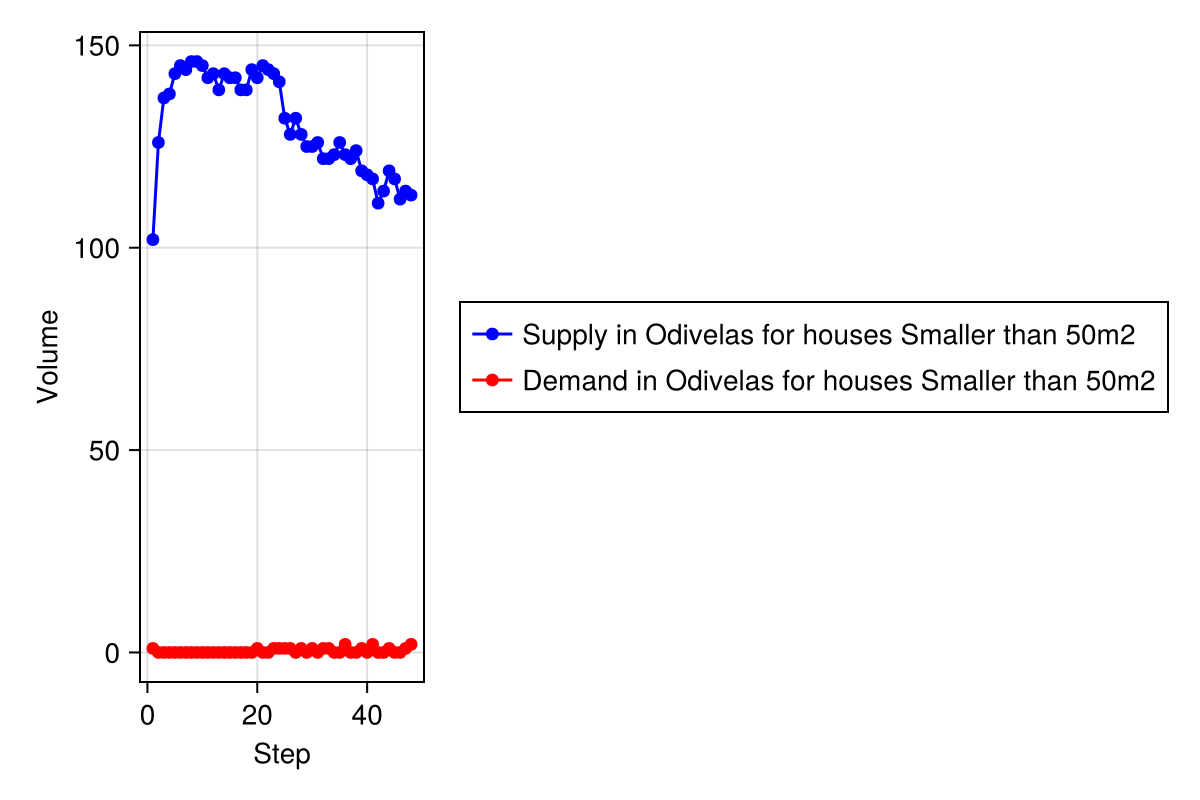 150
100
50
0
Volume
0 20 40
Step
Supply in Odivelas for houses Smaller than 50m2
Demand in Odivelas for houses Smaller than 50m2